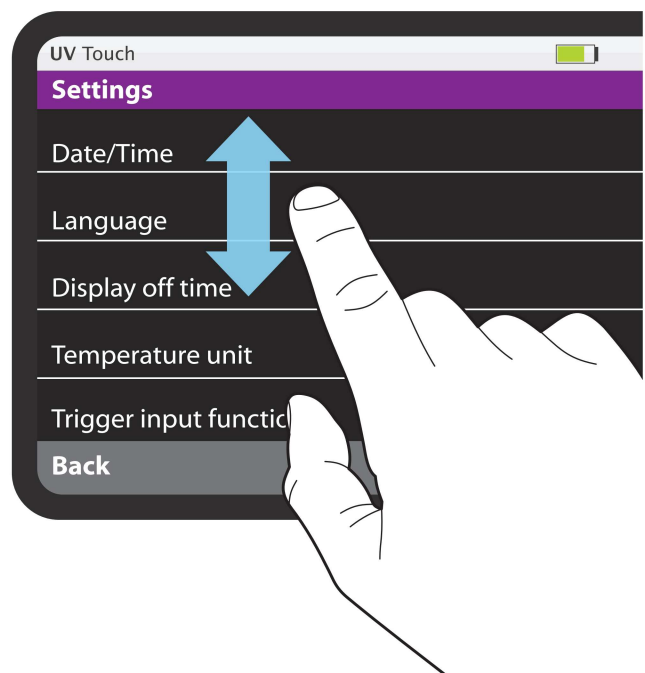 UV Touch
Settings
Date/Time
Language
Display off time
Temperature unit
Trigger input
Back